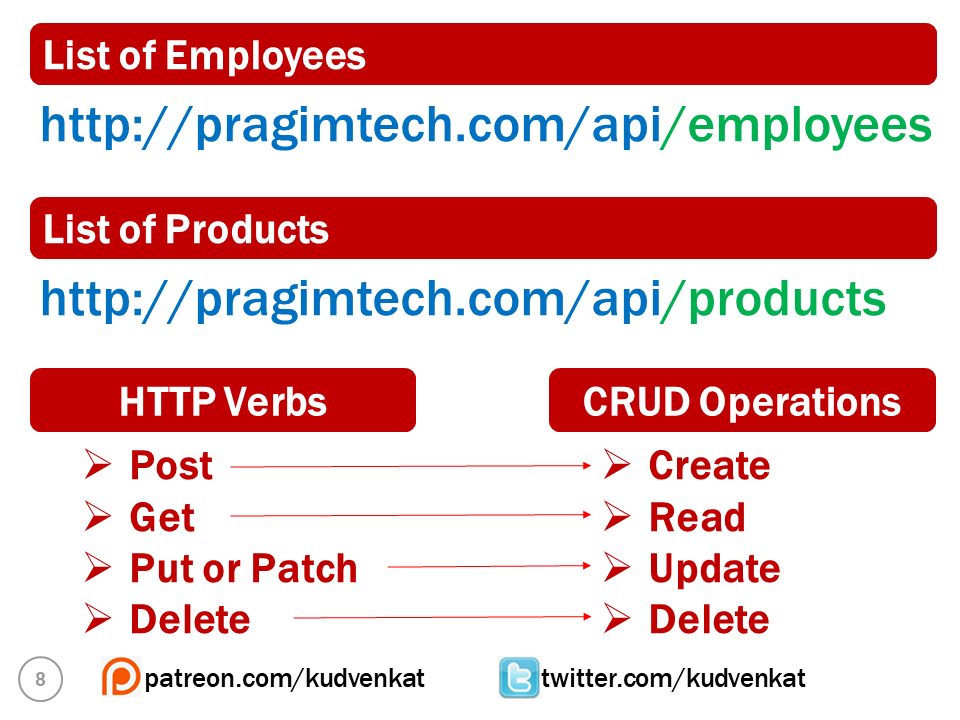 List of Employees
http://pragimtech.com/api/employees
List of Products
http://pragimtech.com/api/products
HTTP Verbs
CRUD Operations
Post
Create
Get
Read
Put or Patch
Update
Delete
Delete
8
patreon.com/kudvenkat
twitter.com/kudvenkat